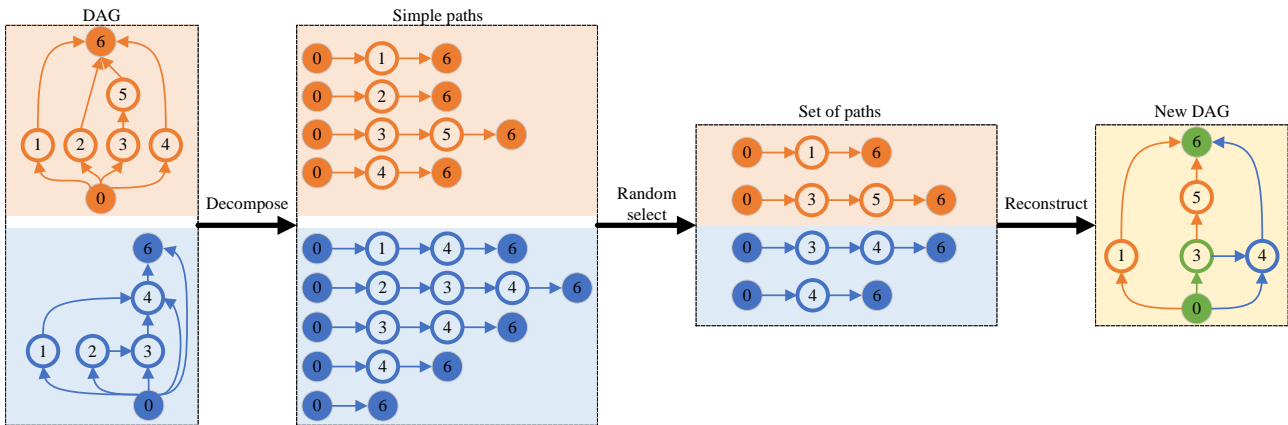 DAG
6
5
1 2 3 4
0
6
4
1 2 3
0
Decompose
Simple paths
0 1 6
0 2 6
0 3 5 6
0 4 6
0 1 4 6
0 2 3 4 6
0 3 4 6
0 4 6
0 6
Random
select
Set of paths
0 1 6
0 3 5 6
0 3 4 6
0 4 6
Reconstruct
New DAG
6
5
1 3 4
0